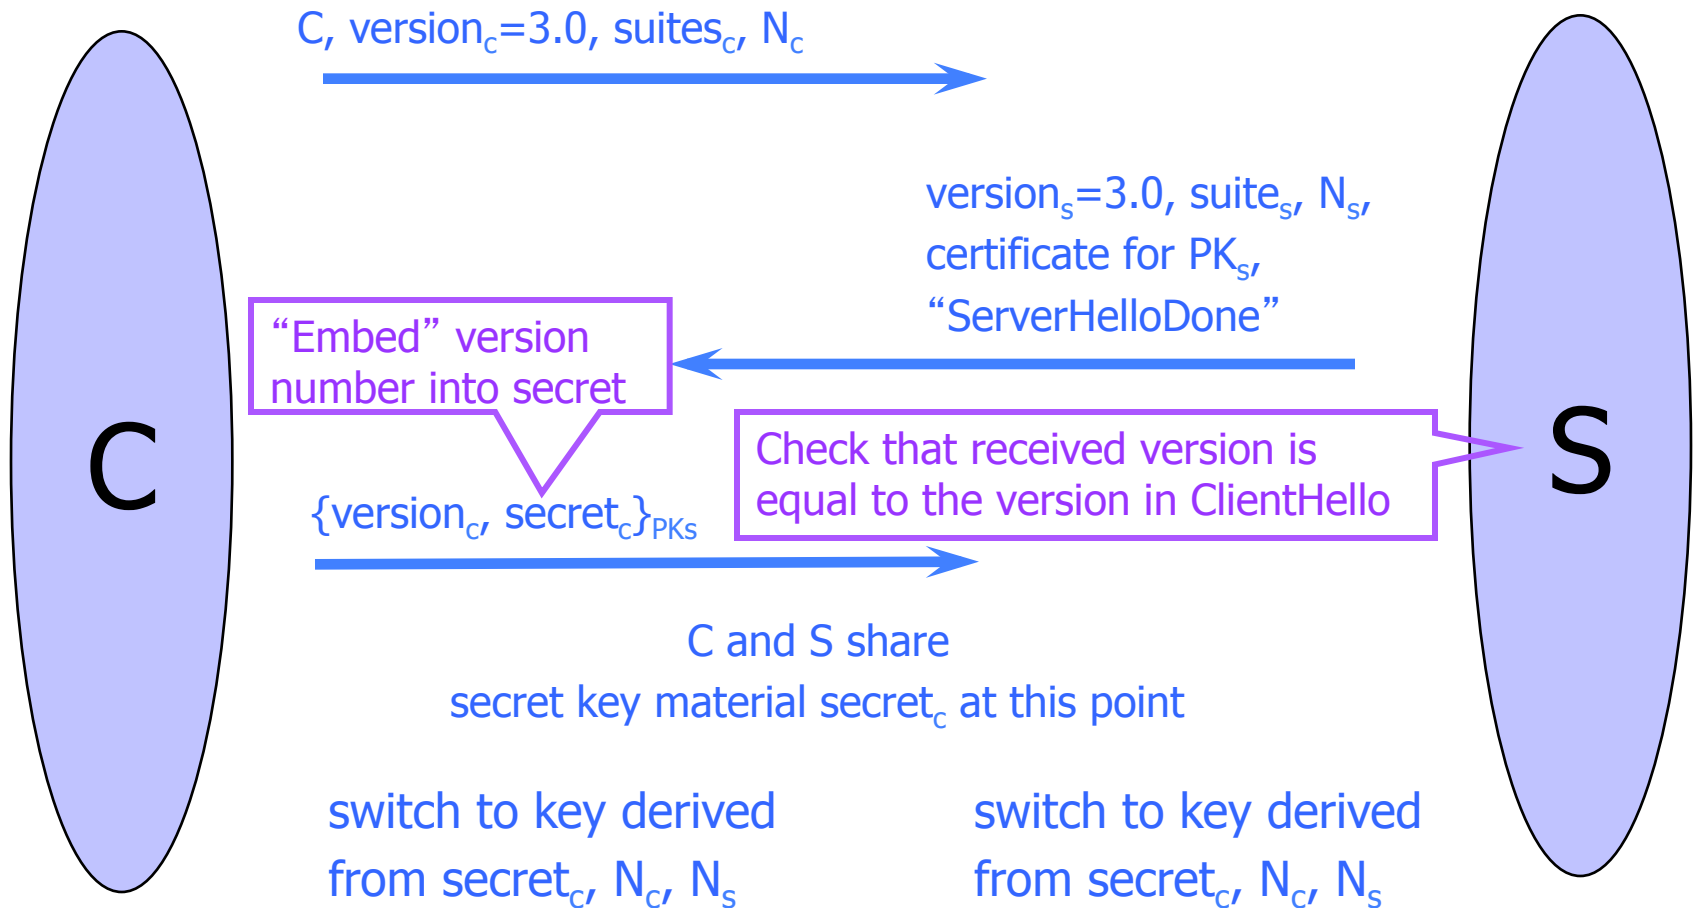 C, version_c=3.0, suites_c, N_c
version_s=3.0, suite_s, N_s,
certificate for PK_s,
“ServerHelloDone”
“Embed” version
number into secret
C
S
Check that received version is
equal to the version in ClientHello
{version_c, secret_c}_PKs
C and S share
secret key material secret_c at this point
switch to key derived
from secret_c, N_c, N_s
switch to key derived
from secret_c, N_c, N_s